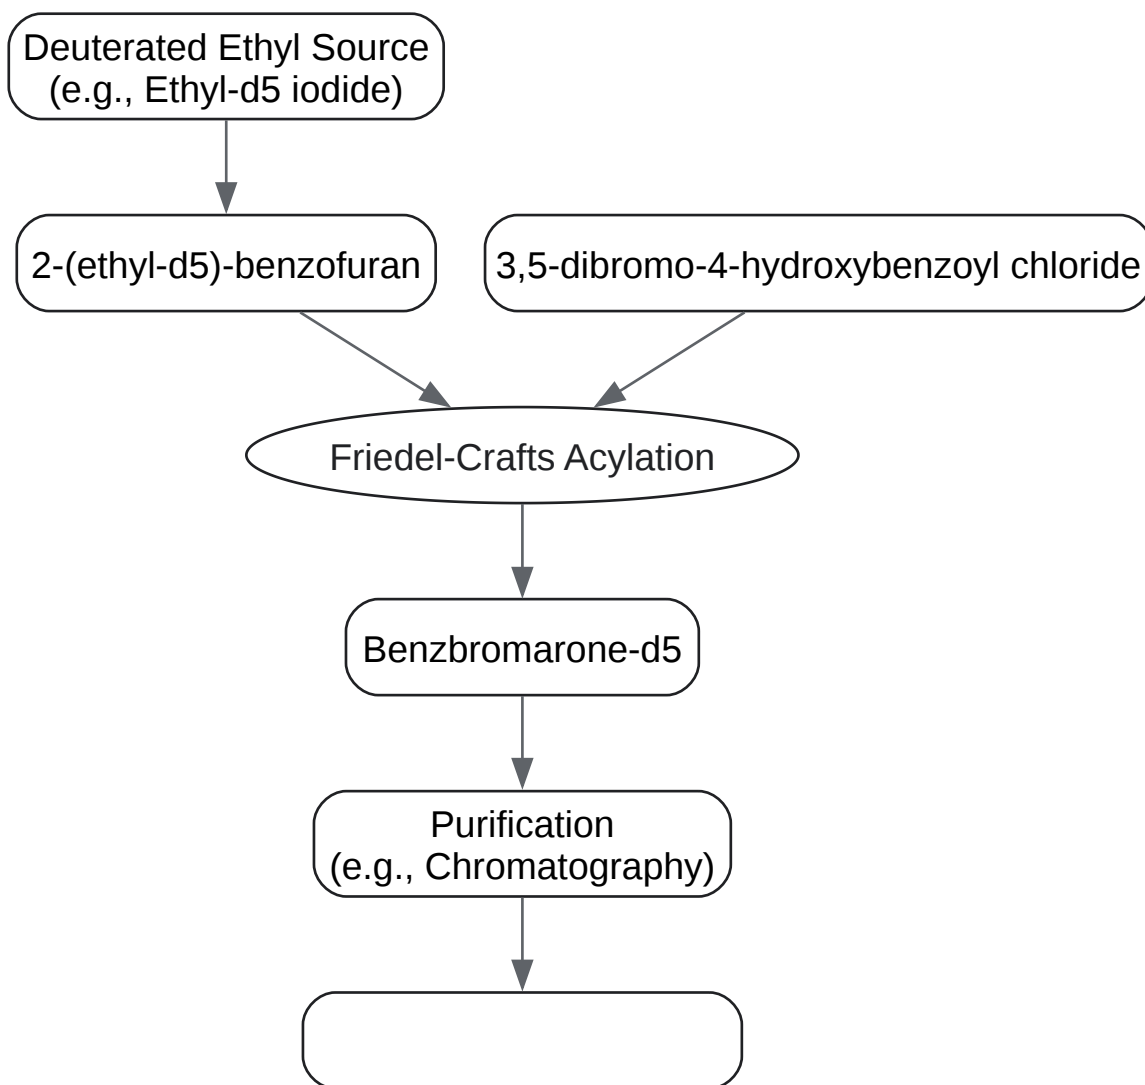 Deuterated Ethyl Source
(e.g., Ethyl-d5 iodide)
2-(ethyl-d5)-benzofuran
3,5-dibromo-4-hydroxybenzoyl chloride
Friedel-Crafts Acylation
Benzbromarone-d5
Purification
(e.g., Chromatography)